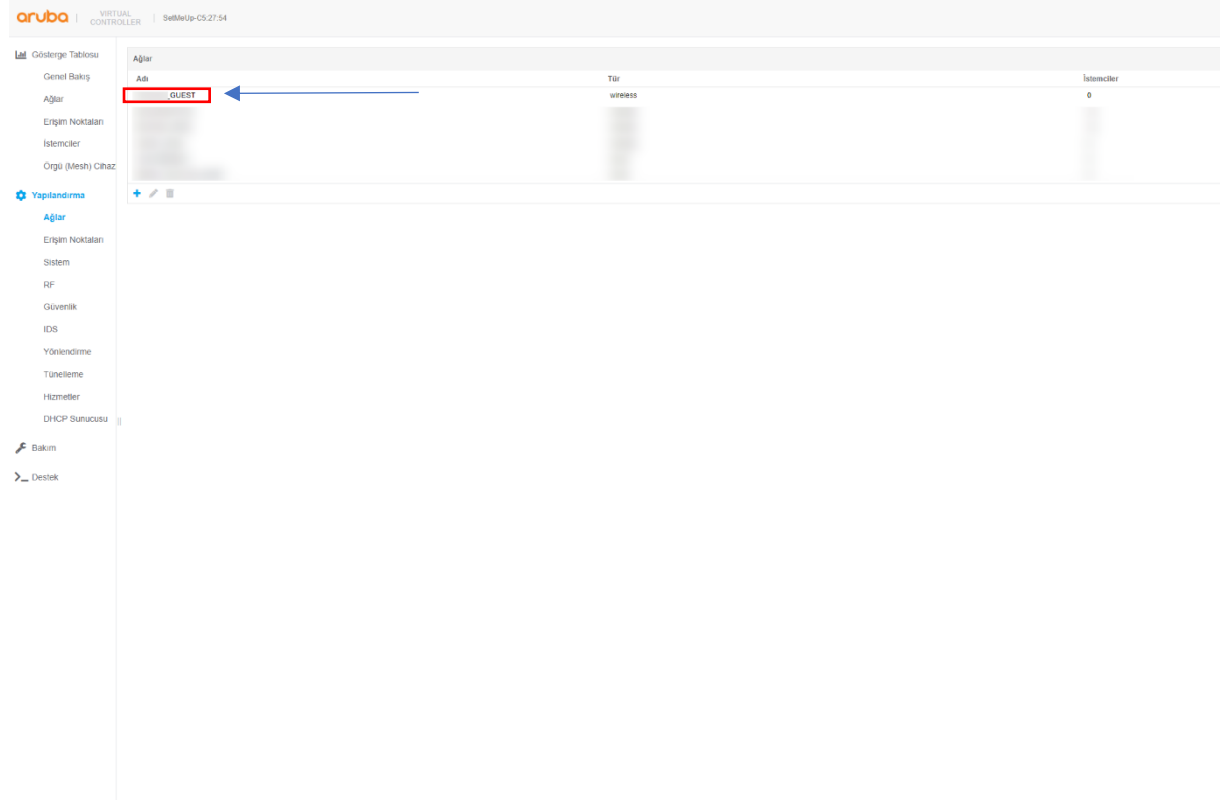 aruba
VIRTUAL CONTROLLER
SetMeUp-C5:27:54
Gösterge Tablosu
Genel Bakış
Ağlar
Erişim Noktaları
İstemciler
Örgü (Mesh) Cihaz
Yapılandırma
Ağlar
Erişim Noktaları
Sistem
RF
Güvenlik
IDS
Yönlendirme
Tünelleme
Hizmetler
DHCP Sunucusu
Bakım
Destek
Ağlar
Adı Tür İstemciler
_GUEST wireless 0